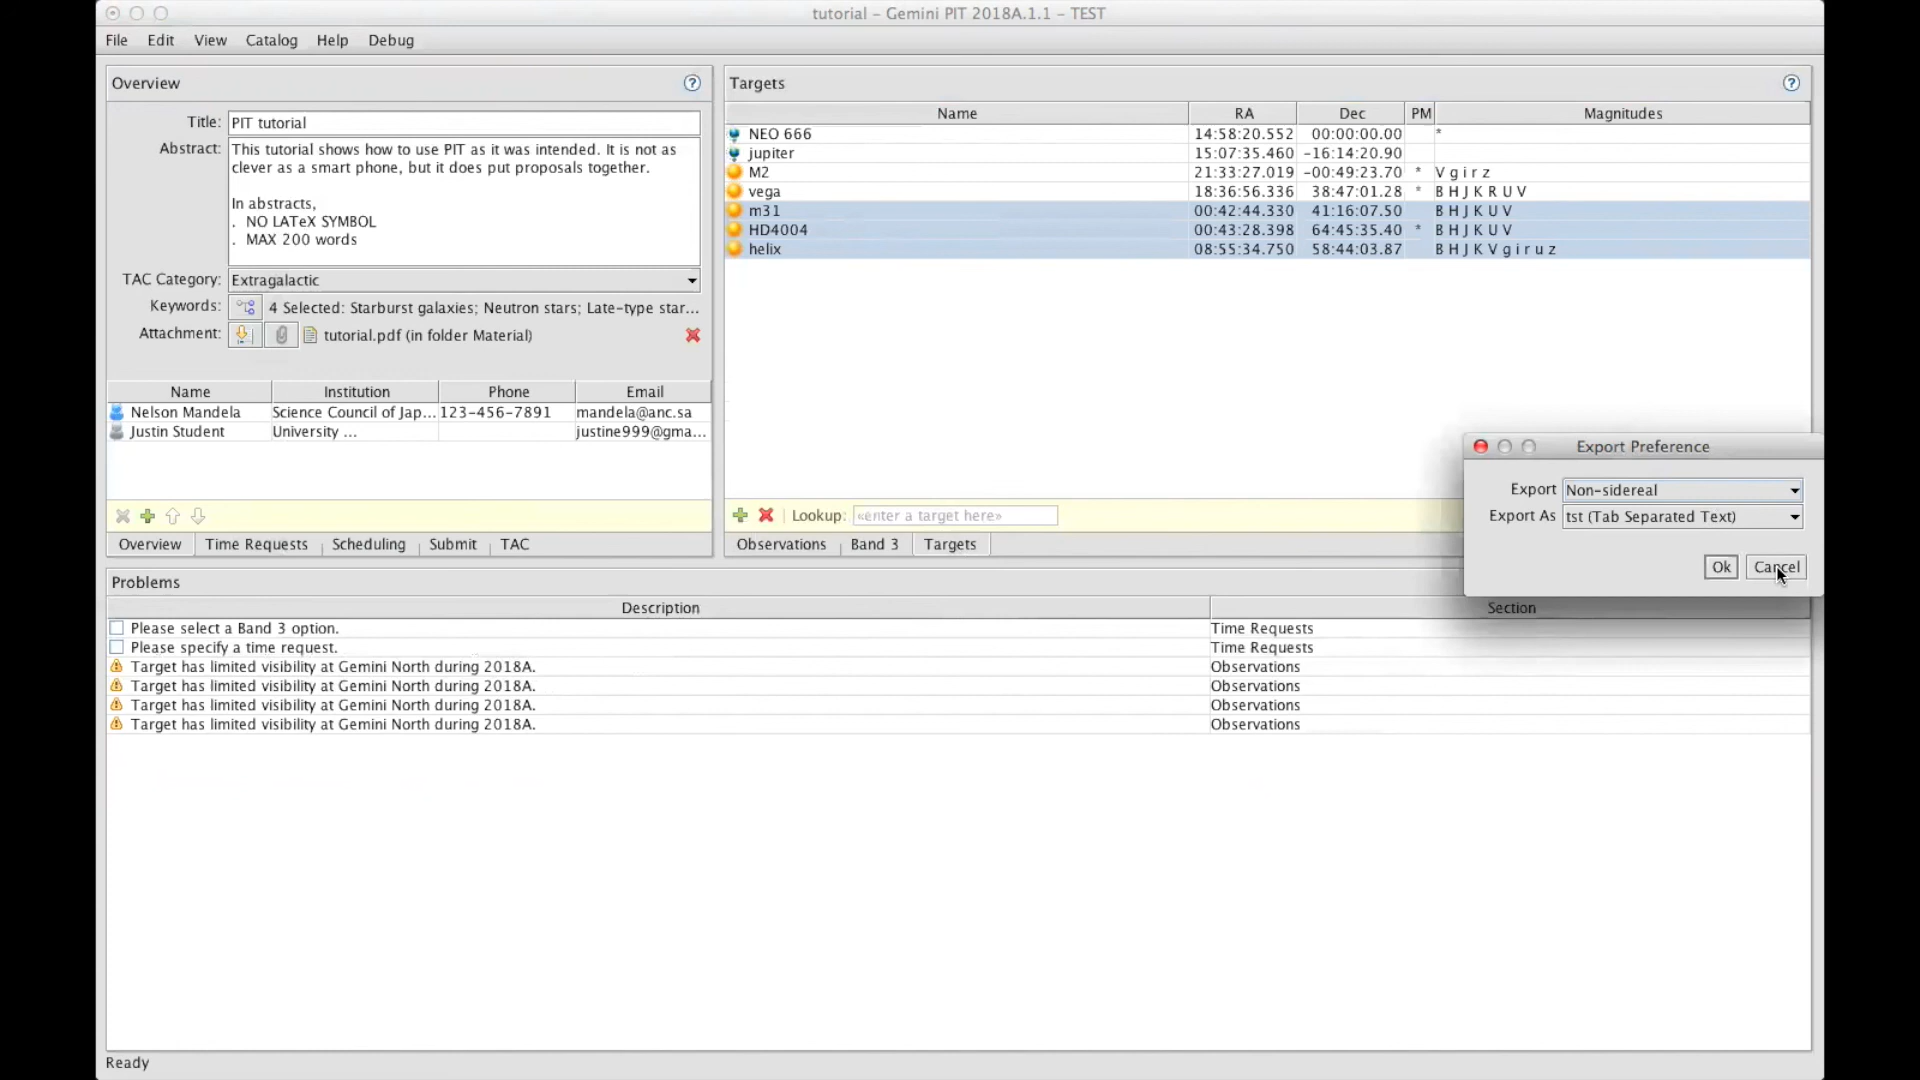 tutorial – Gemini PIT 2018A.1.1 – TEST
File Edit View Catalog Help Debug
Overview
Title: PIT tutorial
Abstract: This tutorial shows how to use PIT as it was intended. It is not as
clever as a smart phone, but it does put proposals together.
In abstracts,
. NO LATeX SYMBOL
. MAX 200 words
TAC Category: Extragalactic
Keywords: 4 Selected: Starburst galaxies; Neutron stars; Late-type star...
Attachment: tutorial.pdf (in folder Material)
Name Institution Phone Email
Nelson Mandela Science Council of Jap... 123-456-7891 mandela@anc.sa
Justin Student University ... justine999@gma...
Overview Time Requests Scheduling Submit TAC
Targets
Name RA Dec PM Magnitudes
NEO 666 14:58:20.552 00:00:00.00 *
jupiter 15:07:35.460 -16:14:20.90
M2 21:33:27.019 -00:49:23.70 * V g i r z
vega 18:36:56.336 38:47:01.28 * B H J K R U V
m31 00:42:44.330 41:16:07.50 B H J K U V
HD4004 00:43:28.398 64:45:35.40 * B H J K U V
helix 08:55:34.750 58:44:03.87 B H J K V g i r u z
Lookup: «enter a target here»
Observations Band 3 Targets
Export Preference
Export Non-sidereal
Export As tst (Tab Separated Text)
Ok Cancel
Problems
Description Section
Please select a Band 3 option. Time Requests
Please specify a time request. Time Requests
Target has limited visibility at Gemini North during 2018A. Observations
Target has limited visibility at Gemini North during 2018A. Observations
Target has limited visibility at Gemini North during 2018A. Observations
Target has limited visibility at Gemini North during 2018A. Observations
Ready